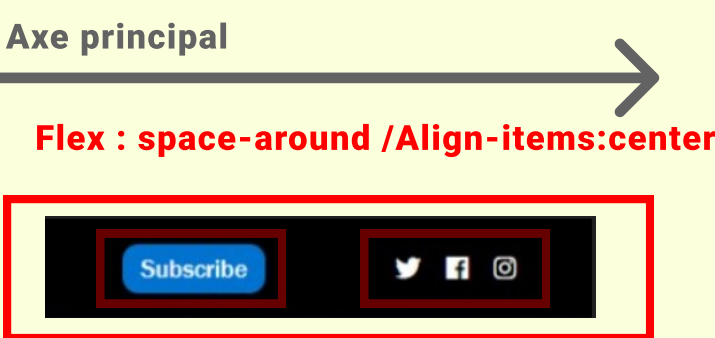 Axe principal
Flex : space-around /Align-items:center
Subscribe